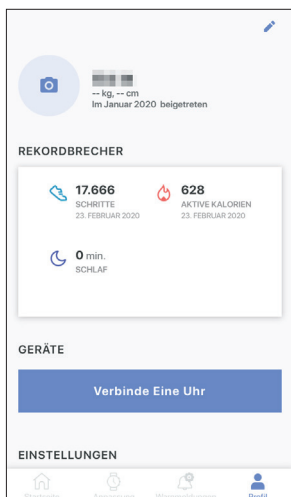 -- kg, -- cm
Im Januar 2020 beigetreten
REKORDBRECHER
17.666
SCHRITTE
23. FEBRUAR 2020
628
AKTIVE KALORIEN
23. FEBRUAR 2020
0 min.
SCHLAF
GERÄTE
Verbinde Eine Uhr
EINSTELLUNGEN
Startseite
Profil